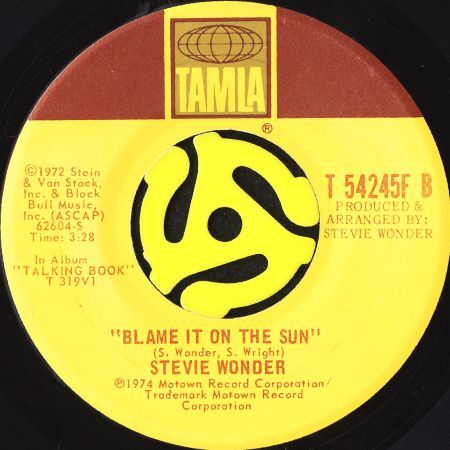 TAMLA
®
©1972 Stein
& Van Stack,
Inc. & Black
Bull Music,
Inc. (ASCAP)
62604-S
Time: 3:28
In Album
"TALKING BOOK"
T 319V1
T 54245F B
PRODUCED &
ARRANGED BY:
STEVIE WONDER
"BLAME IT ON THE SUN"
(S. Wonder, S. Wright)
STEVIE WONDER
℗1974 Motown Record Corporation/
Trademark Motown Record
Corporation